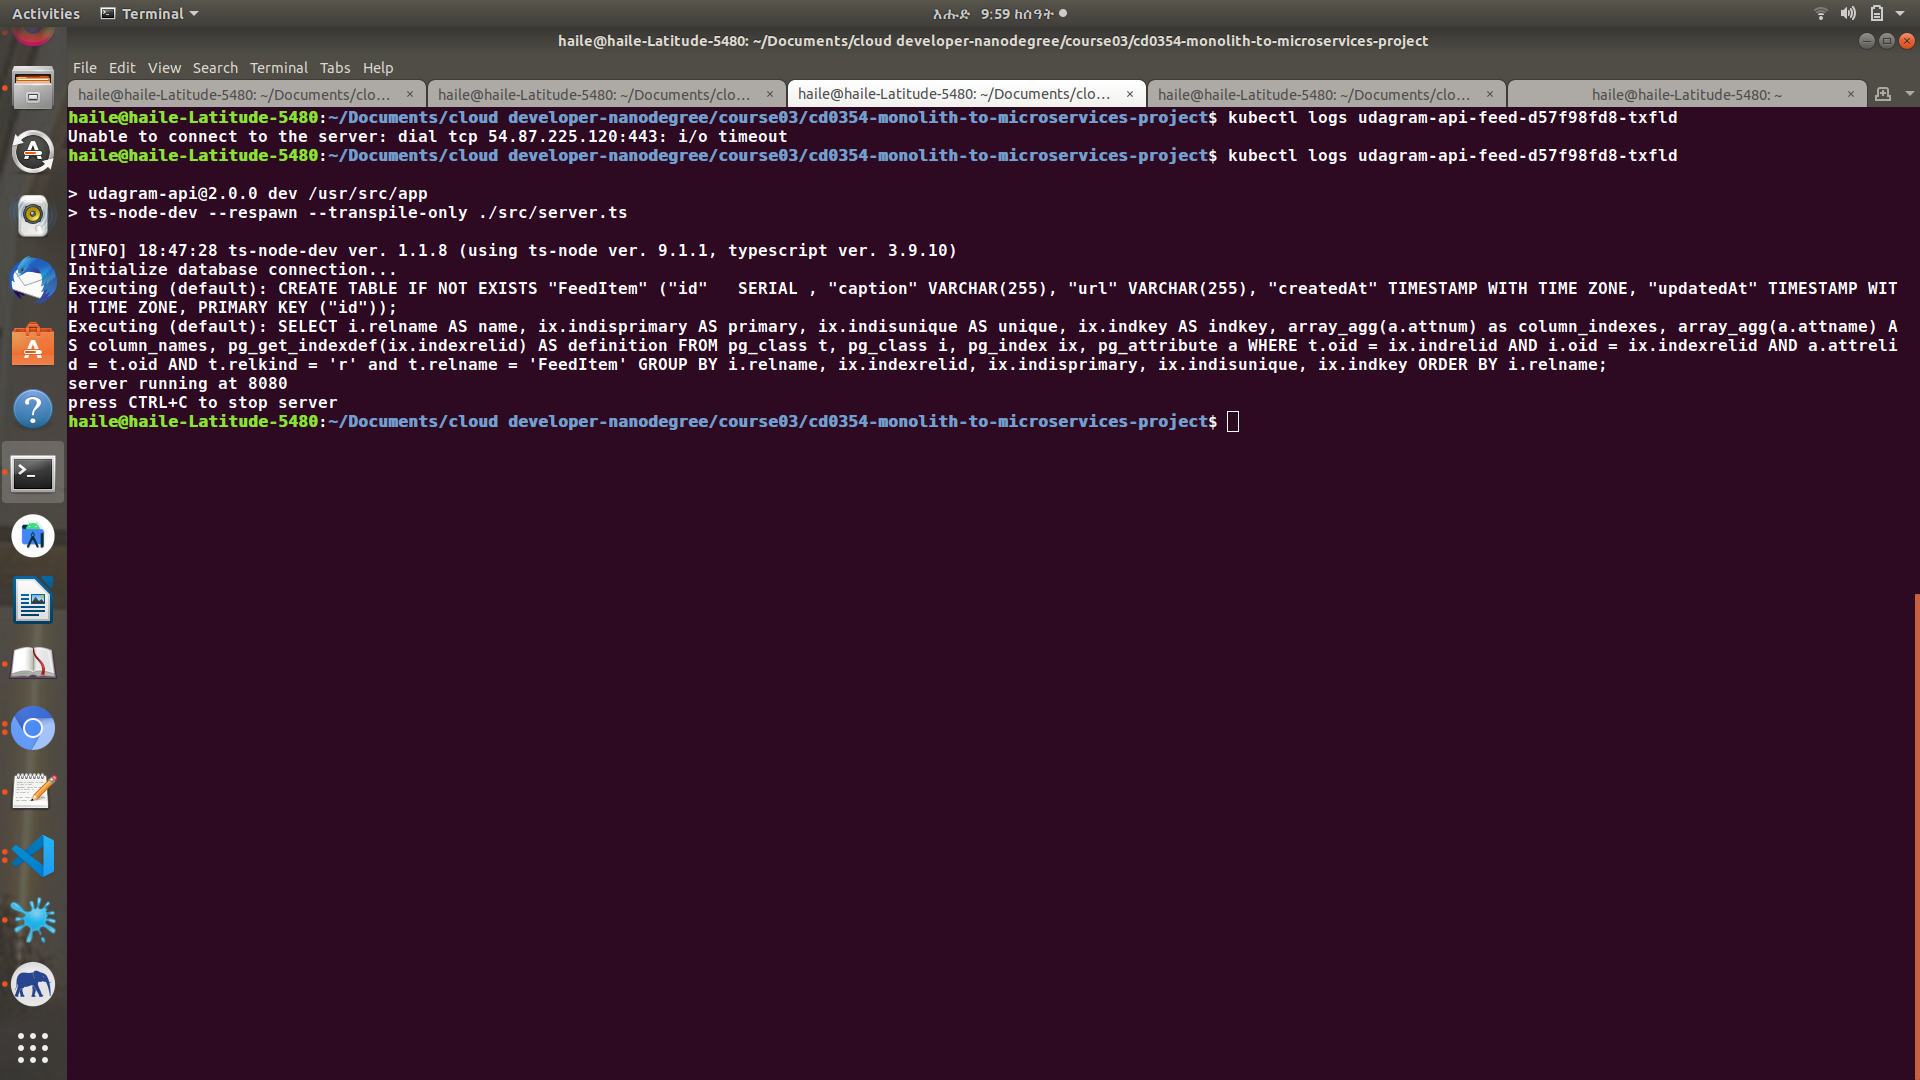 Activities Terminal እሑድ 9:59 ከሰዓት
haile@haile-Latitude-5480: ~/Documents/cloud developer-nanodegree/course03/cd0354-monolith-to-microservices-project
File Edit View Search Terminal Tabs Help
haile@haile-Latitude-5480: ~/Documents/clo... × haile@haile-Latitude-5480: ~/Documents/clo... × haile@haile-Latitude-5480: ~/Documents/clo... × haile@haile-Latitude-5480: ~/Documents/clo... × haile@haile-Latitude-5480: ~ ×
haile@haile-Latitude-5480:~/Documents/cloud developer-nanodegree/course03/cd0354-monolith-to-microservices-project$ kubectl logs udagram-api-feed-d57f98fd8-txfld
Unable to connect to the server: dial tcp 54.87.225.120:443: i/o timeout
haile@haile-Latitude-5480:~/Documents/cloud developer-nanodegree/course03/cd0354-monolith-to-microservices-project$ kubectl logs udagram-api-feed-d57f98fd8-txfld
> udagram-api@2.0.0 dev /usr/src/app
> ts-node-dev --respawn --transpile-only ./src/server.ts
[INFO] 18:47:28 ts-node-dev ver. 1.1.8 (using ts-node ver. 9.1.1, typescript ver. 3.9.10)
Initialize database connection...
Executing (default): CREATE TABLE IF NOT EXISTS "FeedItem" ("id"   SERIAL , "caption" VARCHAR(255), "url" VARCHAR(255), "createdAt" TIMESTAMP WITH TIME ZONE, "updatedAt" TIMESTAMP WIT
H TIME ZONE, PRIMARY KEY ("id"));
Executing (default): SELECT i.relname AS name, ix.indisprimary AS primary, ix.indisunique AS unique, ix.indkey AS indkey, array_agg(a.attnum) as column_indexes, array_agg(a.attname) A
S column_names, pg_get_indexdef(ix.indexrelid) AS definition FROM pg_class t, pg_class i, pg_index ix, pg_attribute a WHERE t.oid = ix.indrelid AND i.oid = ix.indexrelid AND a.attreli
d = t.oid AND t.relkind = 'r' and t.relname = 'FeedItem' GROUP BY i.relname, ix.indexrelid, ix.indisprimary, ix.indisunique, ix.indkey ORDER BY i.relname;
server running at 8080
press CTRL+C to stop server
haile@haile-Latitude-5480:~/Documents/cloud developer-nanodegree/course03/cd0354-monolith-to-microservices-project$